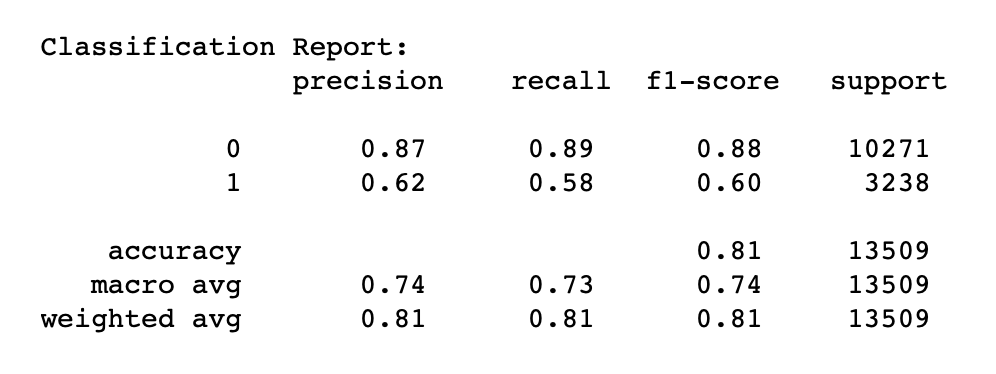 Classification Report:
precision recall f1-score support
0 0.87 0.89 0.88 10271
1 0.62 0.58 0.60 3238
accuracy 0.81 13509
macro avg 0.74 0.73 0.74 13509
weighted avg 0.81 0.81 0.81 13509